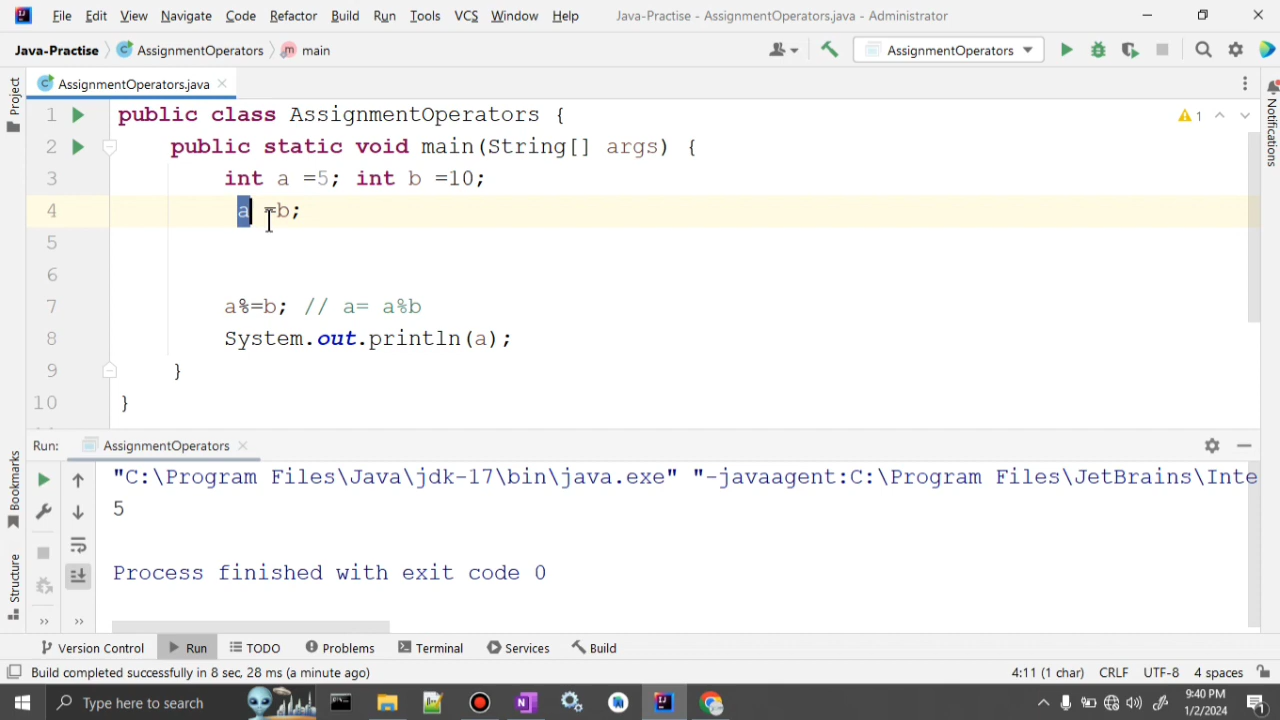 File Edit View Navigate Code Refactor Build Run Tools VCS Window Help Java-Practise - AssignmentOperators.java - Administrator
Java-Practise AssignmentOperators main AssignmentOperators
Project AssignmentOperators.java Notifications
1 public class AssignmentOperators { 1
2 public static void main(String[] args) {
3 int a =5; int b =10;
4 a =b;
5
6
7 a%=b; // a= a%b
8 System.out.println(a);
9 }
10 }
Run: AssignmentOperators
"C:\Program Files\Java\jdk-17\bin\java.exe" "-javaagent:C:\Program Files\JetBrains\Inte
5
Process finished with exit code 0
Bookmarks
Structure
Version Control Run TODO Problems Terminal Services Build
Build completed successfully in 8 sec, 28 ms (a minute ago) 4:11 (1 char) CRLF UTF-8 4 spaces
Type here to search 9:40 PM
1/2/2024 1